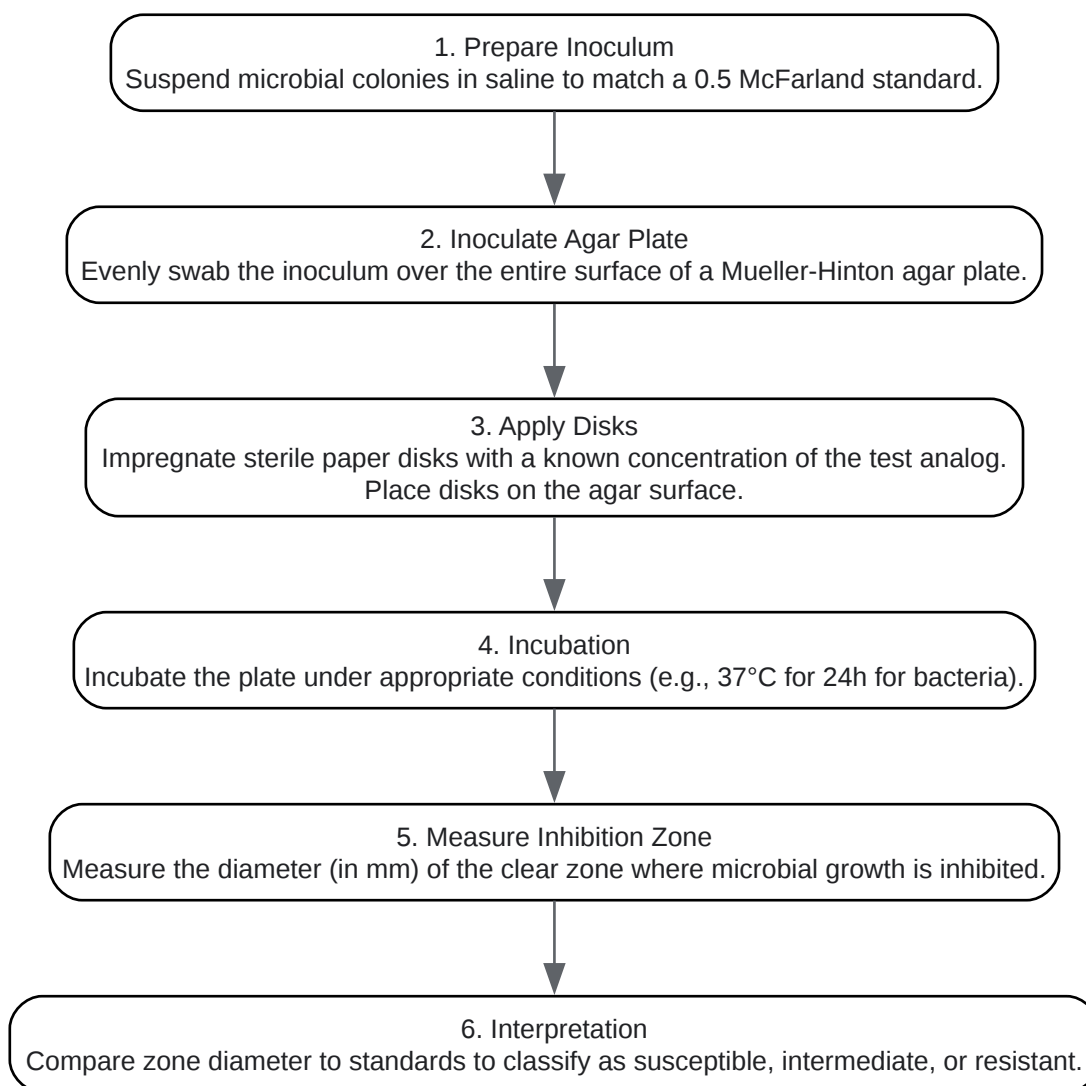 1. Prepare Inoculum
Suspend microbial colonies in saline to match a 0.5 McFarland standard.
2. Inoculate Agar Plate
Evenly swab the inoculum over the entire surface of a Mueller-Hinton agar plate.
3. Apply Disks
Impregnate sterile paper disks with a known concentration of the test analog.
Place disks on the agar surface.
4. Incubation
Incubate the plate under appropriate conditions (e.g., 37°C for 24h for bacteria).
5. Measure Inhibition Zone
Measure the diameter (in mm) of the clear zone where microbial growth is inhibited.
6. Interpretation
Compare zone diameter to standards to classify as susceptible, intermediate, or resistant.